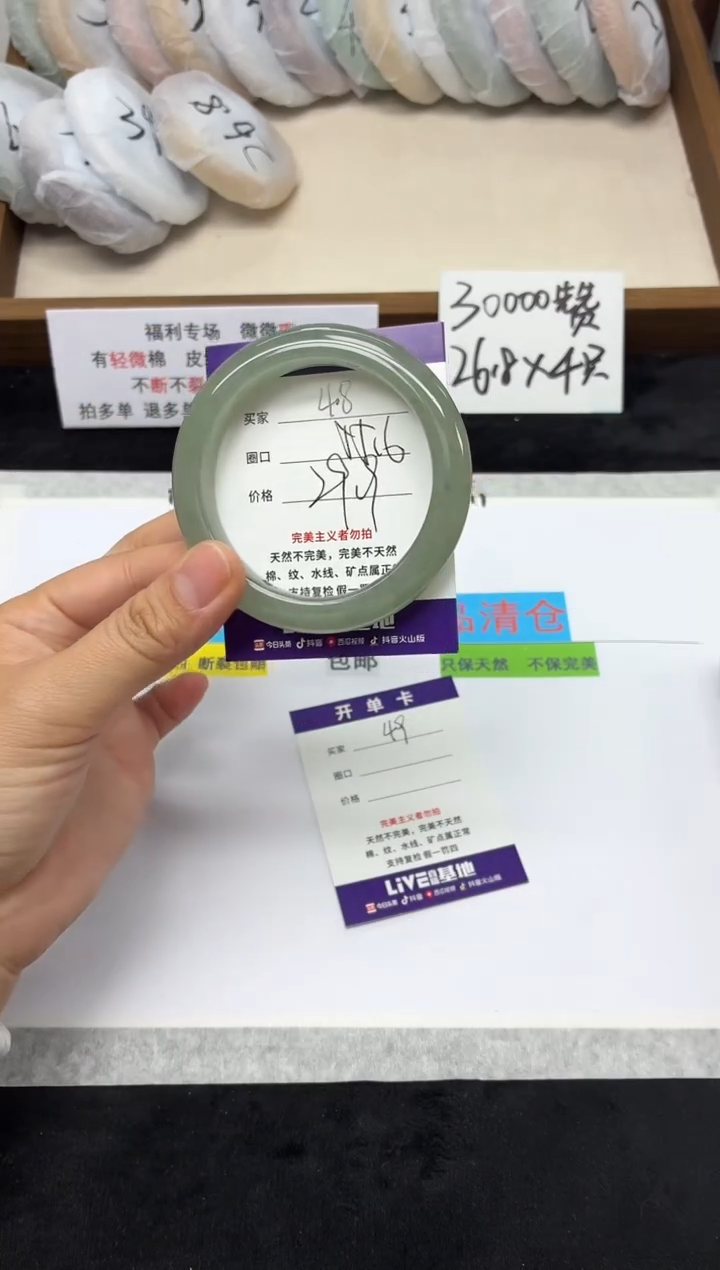 89C
福利专场 微微
有轻微棉 皮
不断不裂
拍多单 退多单
30000赞
26.8×4只
买家 48
圈口
价格
完美主义者勿拍
天然不完美，完美不天然
棉、纹、水线、矿点属正
支持复检 假一
基地
今日头条 抖音 西瓜视频 抖音火山版
品清仓
断裂包赔
包邮
只保天然 不保完美
开单卡
买家 49
圈口
价格
完美主义者勿拍
天然不完美，完美不天然
棉、纹、水线、矿点属正常
支持复检 假一罚四
LiVE 基地
今日头条 抖音 西瓜视频 抖音火山版